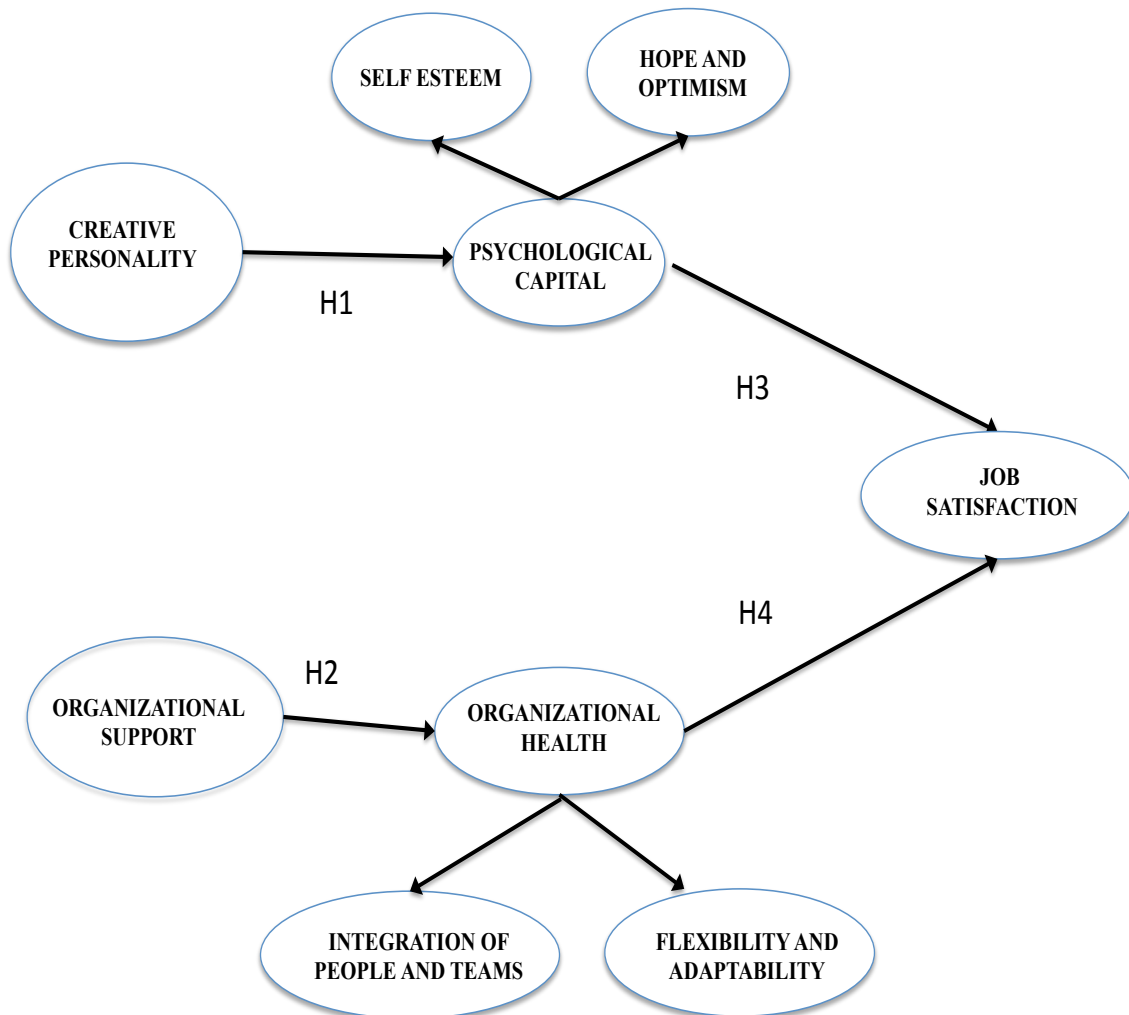 SELF ESTEEM
HOPE AND
OPTIMISM
CREATIVE
PERSONALITY
PSYCHOLOGICAL
CAPITAL
H1
H3
JOB
SATISFACTION
H4
H2
ORGANIZATIONAL
SUPPORT
ORGANIZATIONAL
HEALTH
INTEGRATION OF
PEOPLE AND TEAMS
FLEXIBILITY AND
ADAPTABILITY